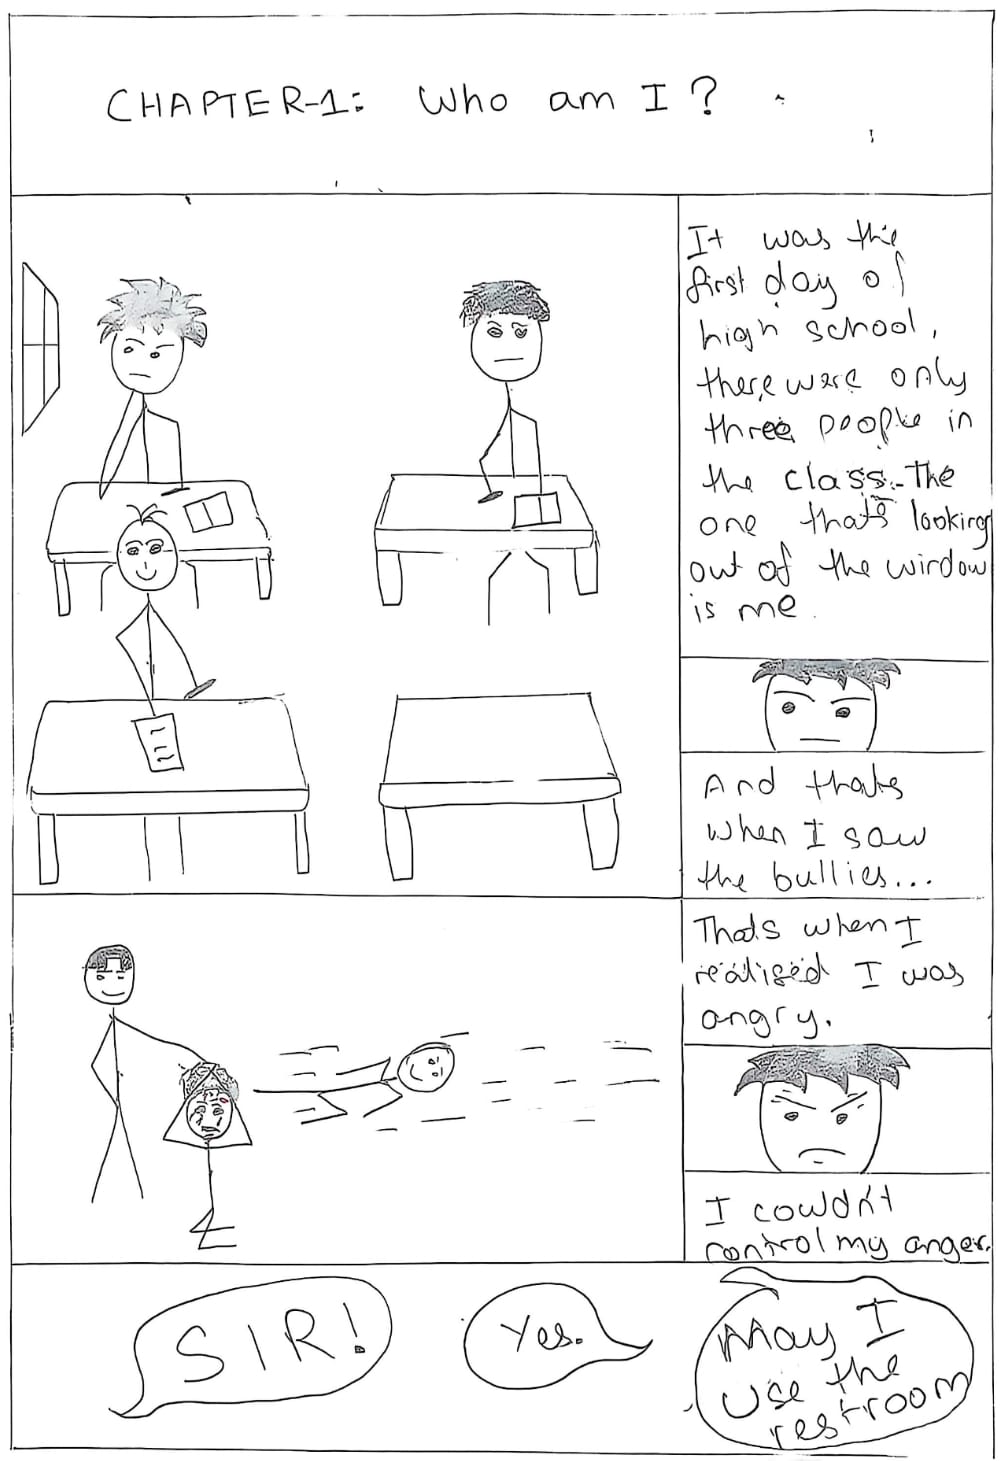 CHAPTER-1: Who am I?
It was the
first day of
high school,
there were only
three people in
the class. The
one thats looking
out of the window
is me.
And thats
when I saw
the bullies...
Thats when I
realised I was
angry.
I couldn't
control my anger.
SIR!
Yes.
May I
use the
restroom